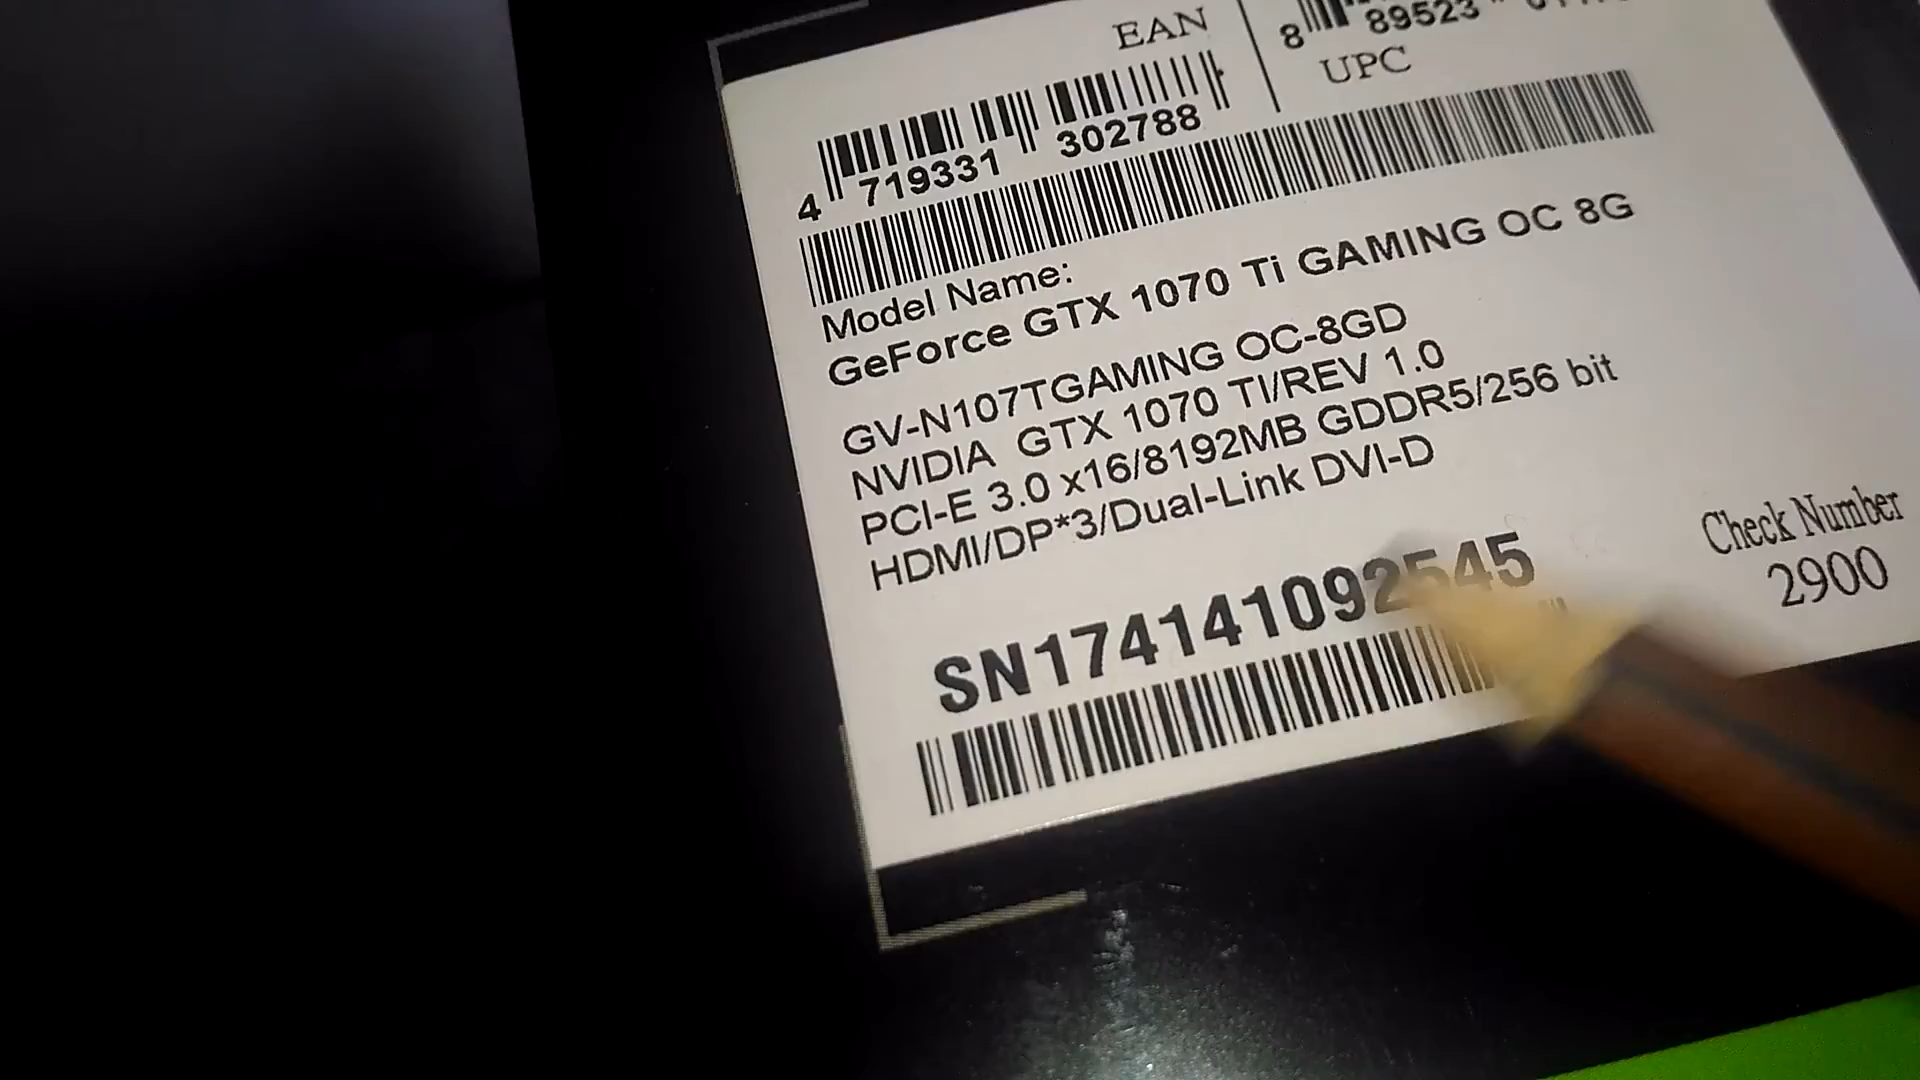 EAN
UPC
4 719331 302788
8 89523
Model Name:
GeForce GTX 1070 Ti GAMING OC 8G
GV-N107TGAMING OC-8GD
NVIDIA GTX 1070 TI/REV 1.0
PCI-E 3.0 x16/8192MB GDDR5/256 bit
HDMI/DP*3/Dual-Link DVI-D
SN174141092545
Check Number
2900